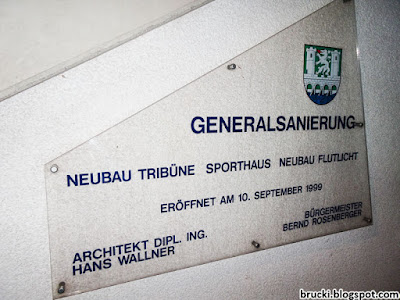 GENERALSANIERUNG
NEUBAU TRIBÜNE SPORTHAUS NEUBAU FLUTLICHT
ERÖFFNET AM 10. SEPTEMBER 1999
ARCHITEKT DIPL. ING.
HANS WALLNER
BÜRGERMEISTER
BERND ROSENBERGER
brucki.blogspot.com